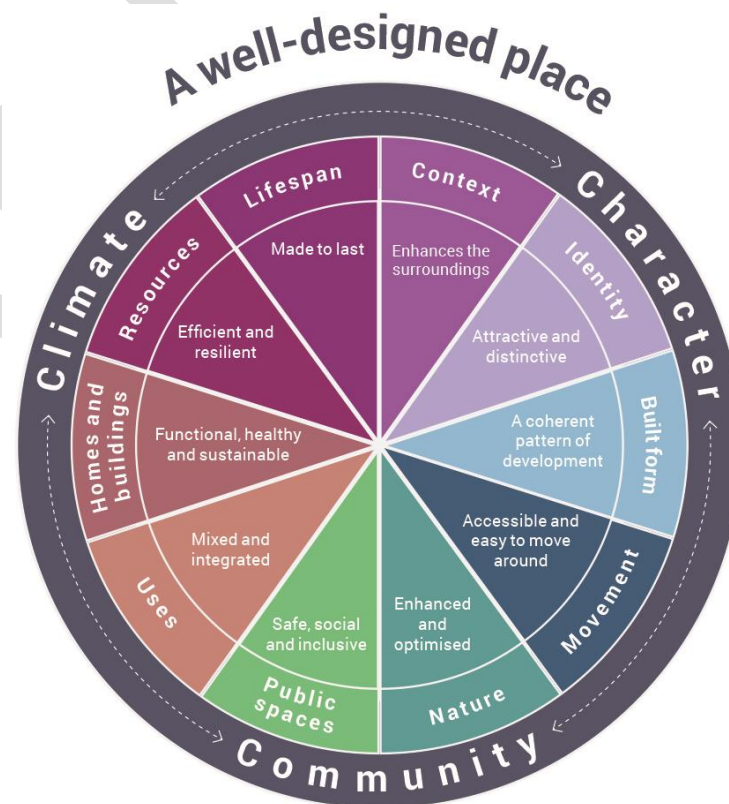 A well-designed place
Climate
Character
Community
Context
Enhances the
surroundings
Identity
Attractive and
distinctive
Built form
A coherent
pattern of
development
Movement
Accessible and
easy to move
around
Nature
Enhanced
and
optimised
Public
spaces
Safe, social
and inclusive
Uses
Mixed and
integrated
Homes and
buildings
Functional, healthy
and sustainable
Resources
Efficient and
resilient
Lifespan
Made to last